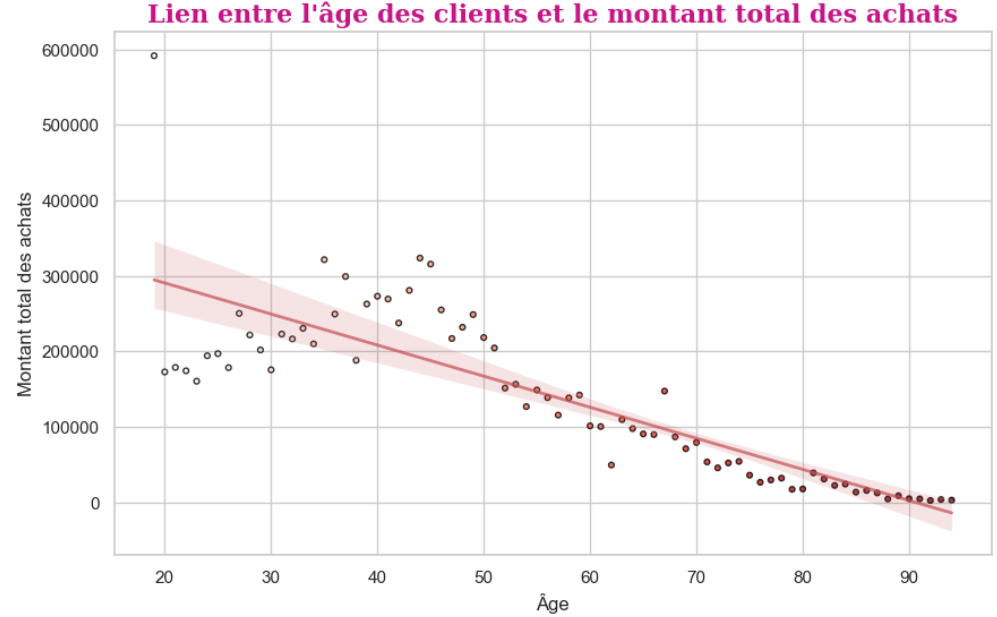 Lien entre l'âge des clients et le montant total des achats
600000
500000
400000
300000
200000
100000
0
Montant total des achats
20 30 40 50 60 70 80 90
Âge